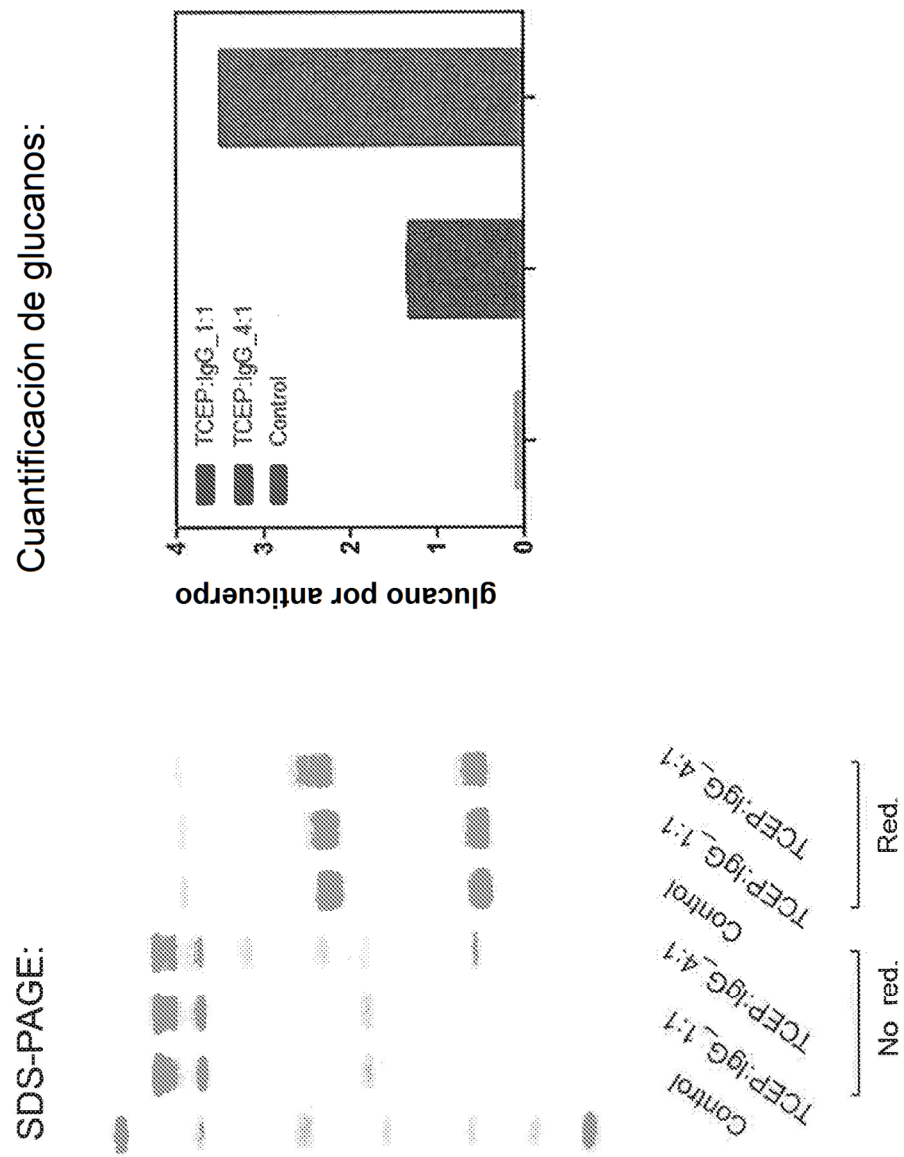 SDS-PAGE:
Control
TCEP:IgG_1:1
TCEP:IgG_4:1
Control
TCEP:IgG_1:1
TCEP:IgG_4:1
No red.
Red.
Cuantificación de glucanos:
glucano por anticuerpo
4
3
2
1
0
TCEP:IgG_1:1
TCEP:IgG_4:1
Control